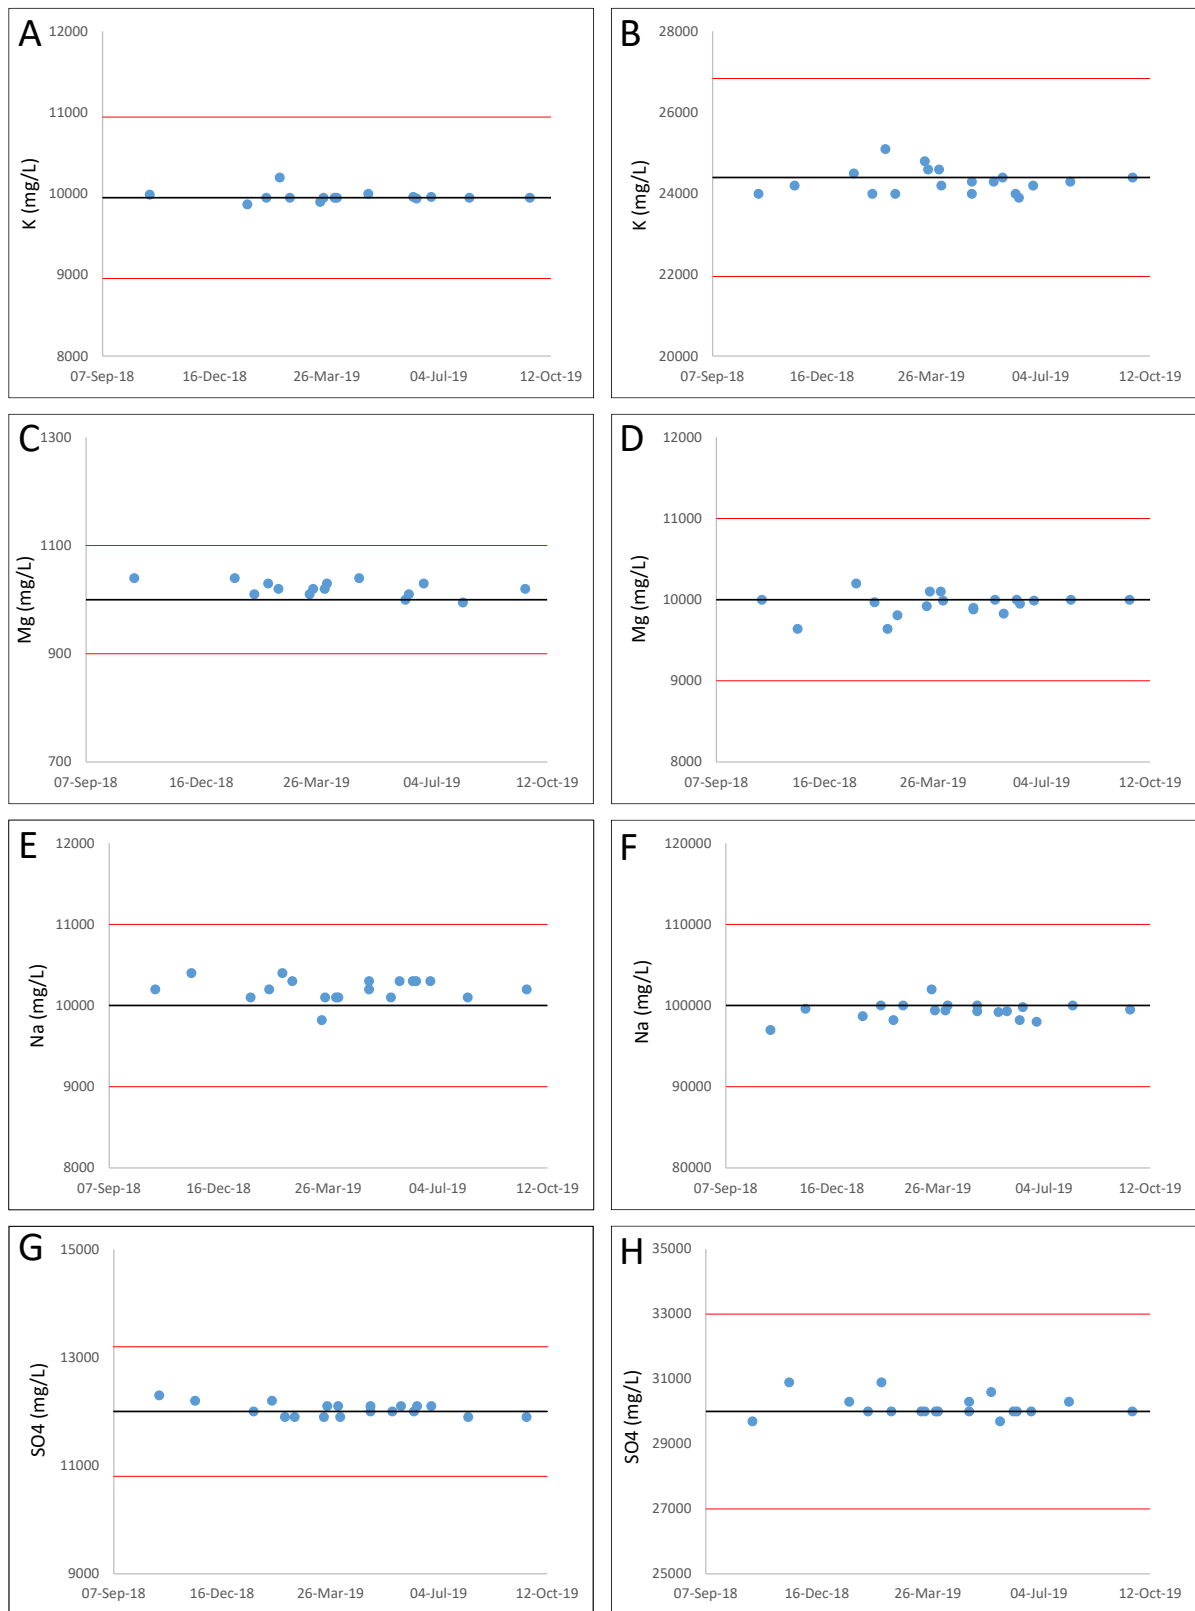 A
12000
11000
10000
9000
8000
K (mg/L)
07-Sep-18 16-Dec-18 26-Mar-19 04-Jul-19 12-Oct-19
B
28000
26000
24000
22000
20000
K (mg/L)
07-Sep-18 16-Dec-18 26-Mar-19 04-Jul-19 12-Oct-19
C
1300
1100
900
700
Mg (mg/L)
07-Sep-18 16-Dec-18 26-Mar-19 04-Jul-19 12-Oct-19
D
12000
11000
10000
9000
8000
Mg (mg/L)
07-Sep-18 16-Dec-18 26-Mar-19 04-Jul-19 12-Oct-19
E
12000
11000
10000
9000
8000
Na (mg/L)
07-Sep-18 16-Dec-18 26-Mar-19 04-Jul-19 12-Oct-19
F
120000
110000
100000
90000
80000
Na (mg/L)
07-Sep-18 16-Dec-18 26-Mar-19 04-Jul-19 12-Oct-19
G
15000
13000
11000
9000
SO4 (mg/L)
07-Sep-18 16-Dec-18 26-Mar-19 04-Jul-19 12-Oct-19
H
35000
33000
31000
29000
27000
25000
SO4 (mg/L)
07-Sep-18 16-Dec-18 26-Mar-19 04-Jul-19 12-Oct-19